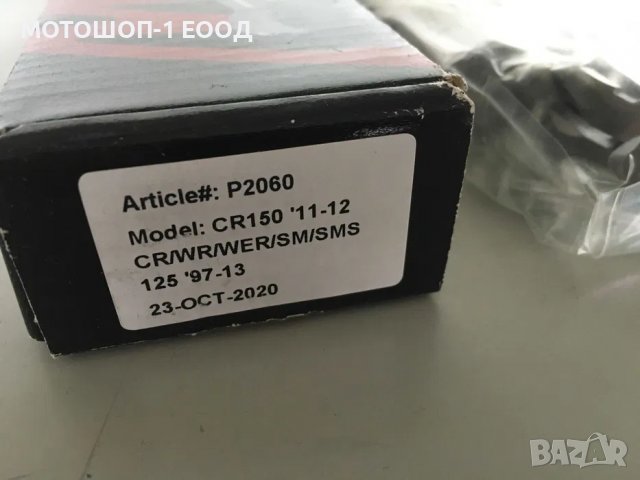 МОТОШОП-1 ЕООД
Article#: P2060
Model: CR150 '11-12
CR/WR/WER/SM/SMS
125 '97-13
23-OCT-2020
BAZAR